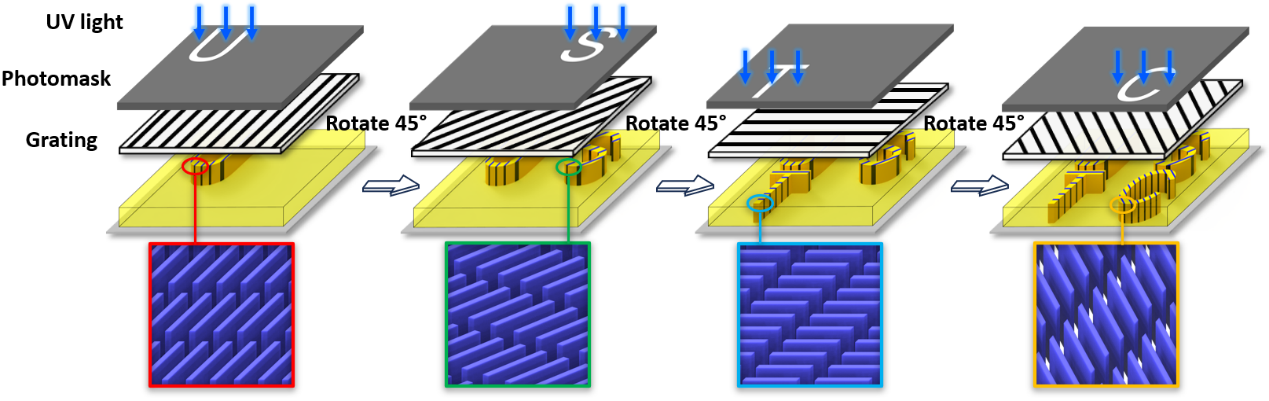 UV light
Photomask
Grating
U
S
T
C
Rotate 45°
Rotate 45°
Rotate 45°